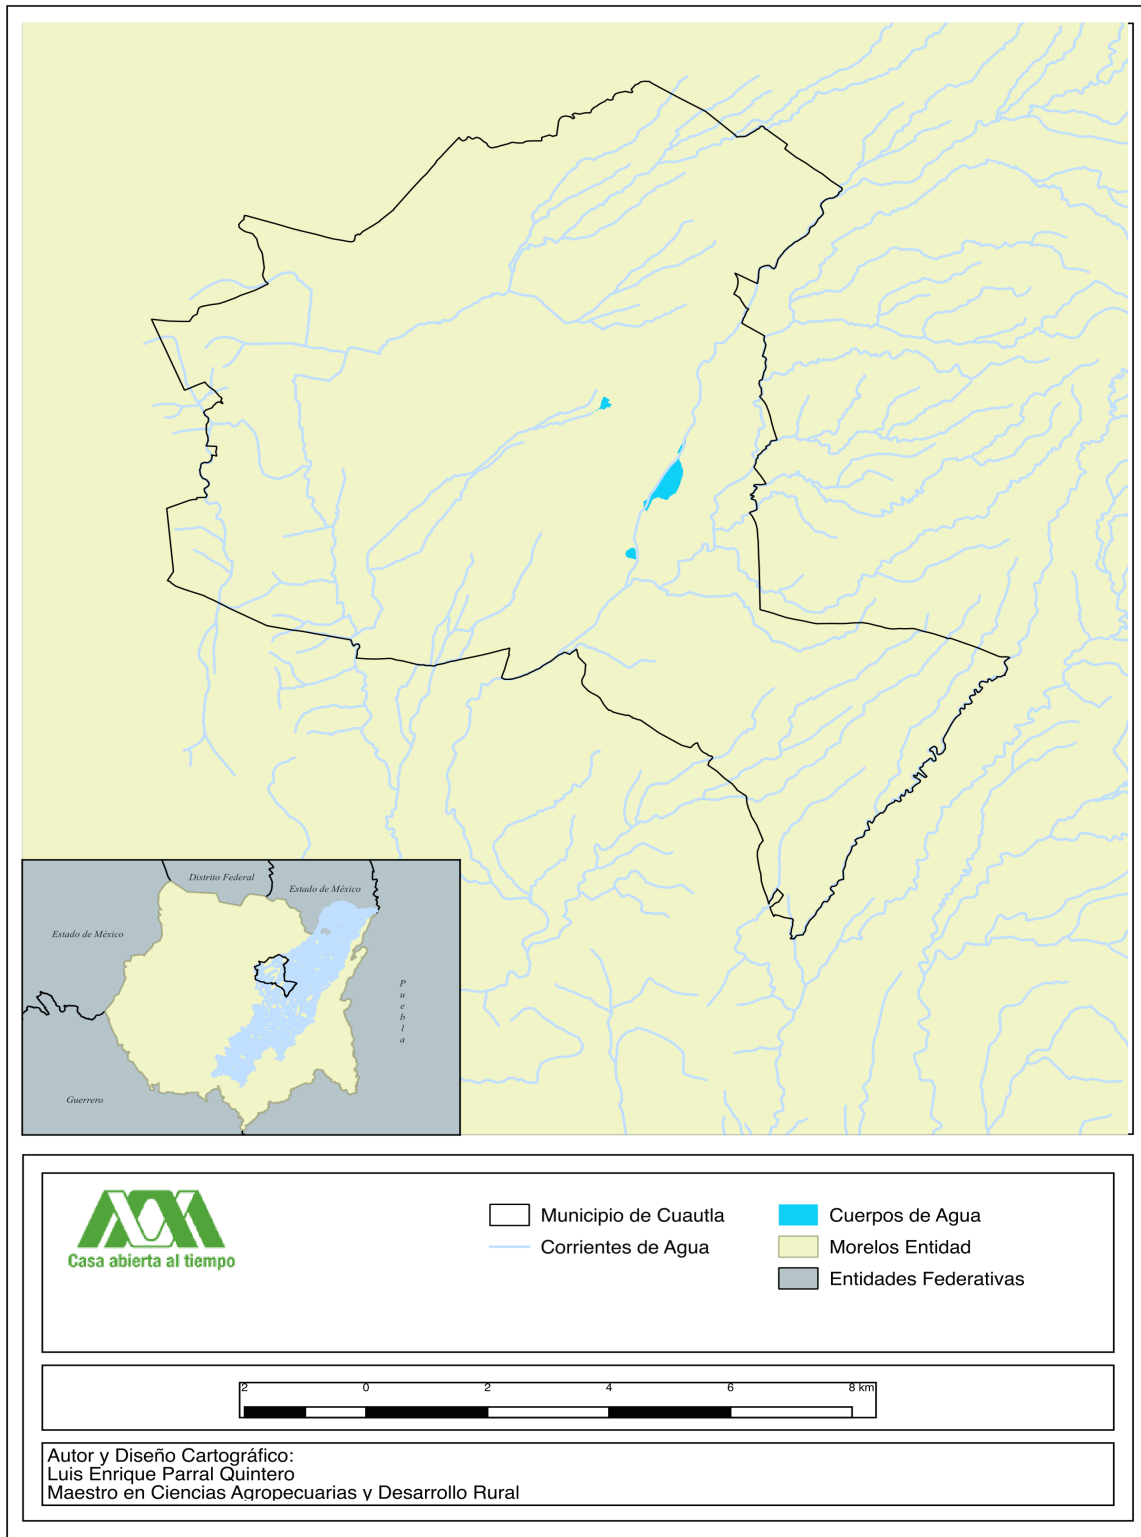 Distrito Federal
Estado de México
Estado de México
Puebla
Guerrero
Casa abierta al tiempo
Municipio de Cuautla
Corrientes de Agua
Cuerpos de Agua
Morelos Entidad
Entidades Federativas
2 0 2 4 6 8 km
Autor y Diseño Cartográfico:
Luis Enrique Parral Quintero
Maestro en Ciencias Agropecuarias y Desarrollo Rural